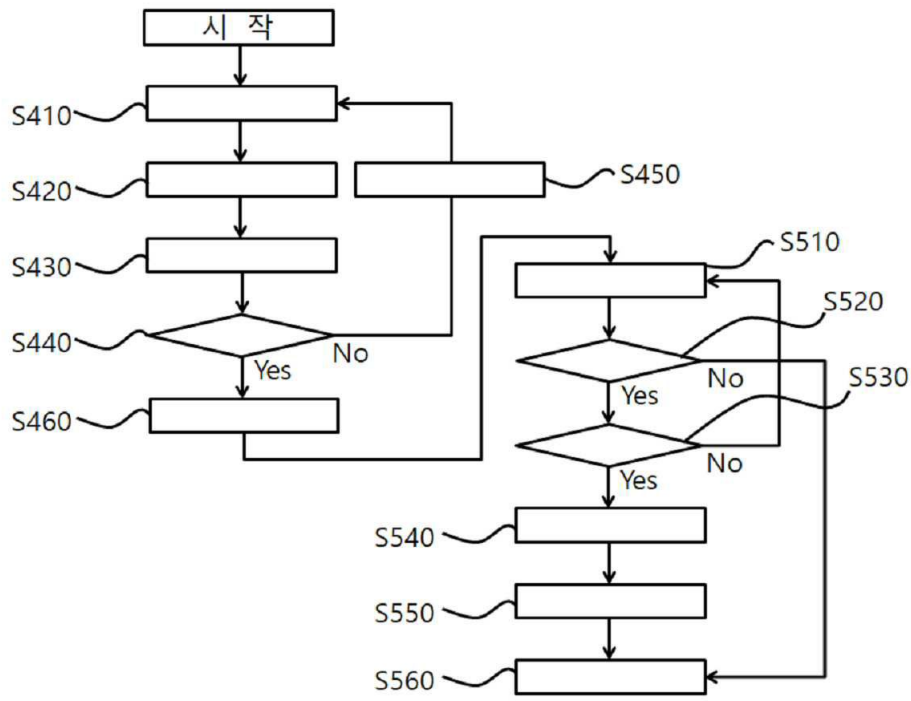 시 작
S410
S420
S450
S430
S510
S440
No
S520
Yes
S460
No
S530
Yes
No
Yes
S540
S550
S560